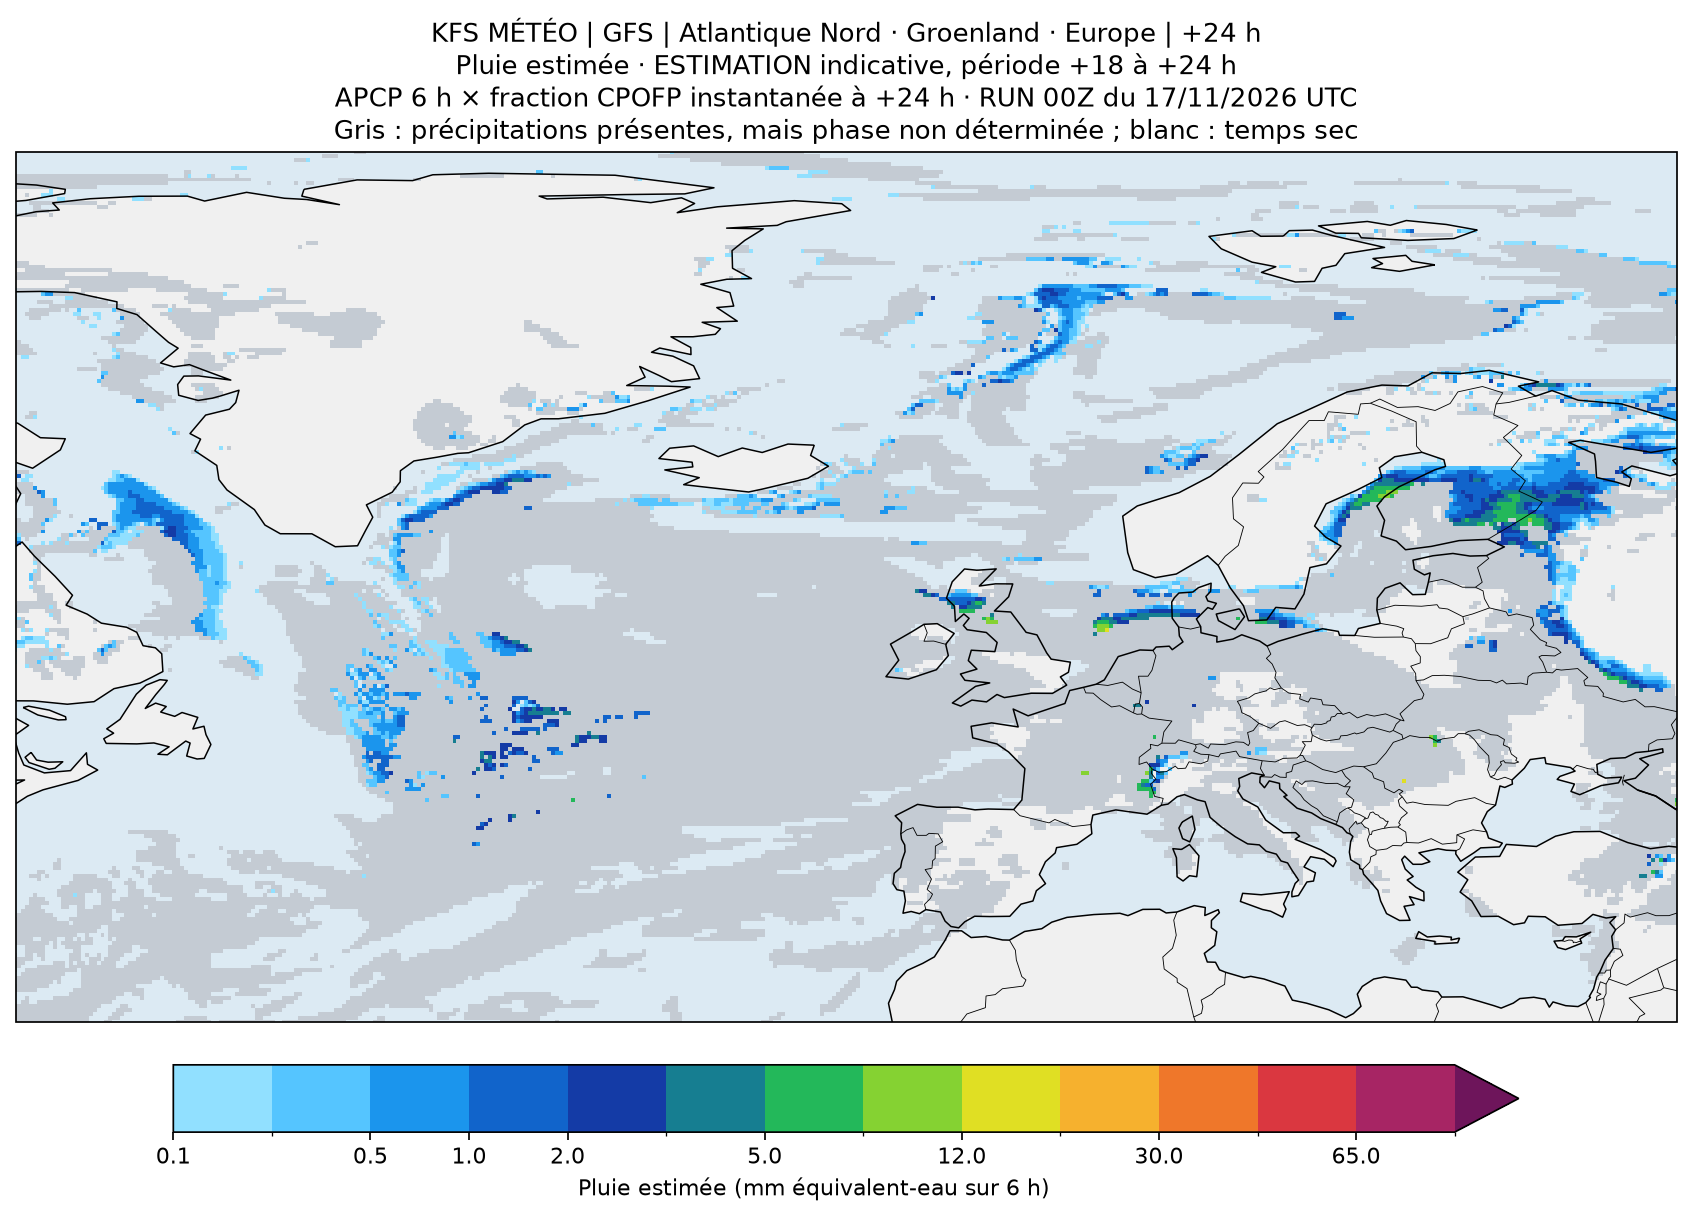 KFS MÉTÉO | GFS | Atlantique Nord · Groenland · Europe | +24 h
Pluie estimée · ESTIMATION indicative, période +18 à +24 h
APCP 6 h × fraction CPOFP instantanée à +24 h · RUN 00Z du 17/11/2026 UTC
Gris : précipitations présentes, mais phase non déterminée ; blanc : temps sec
0.1 0.5 1.0 2.0 5.0 12.0 30.0 65.0
Pluie estimée (mm équivalent-eau sur 6 h)